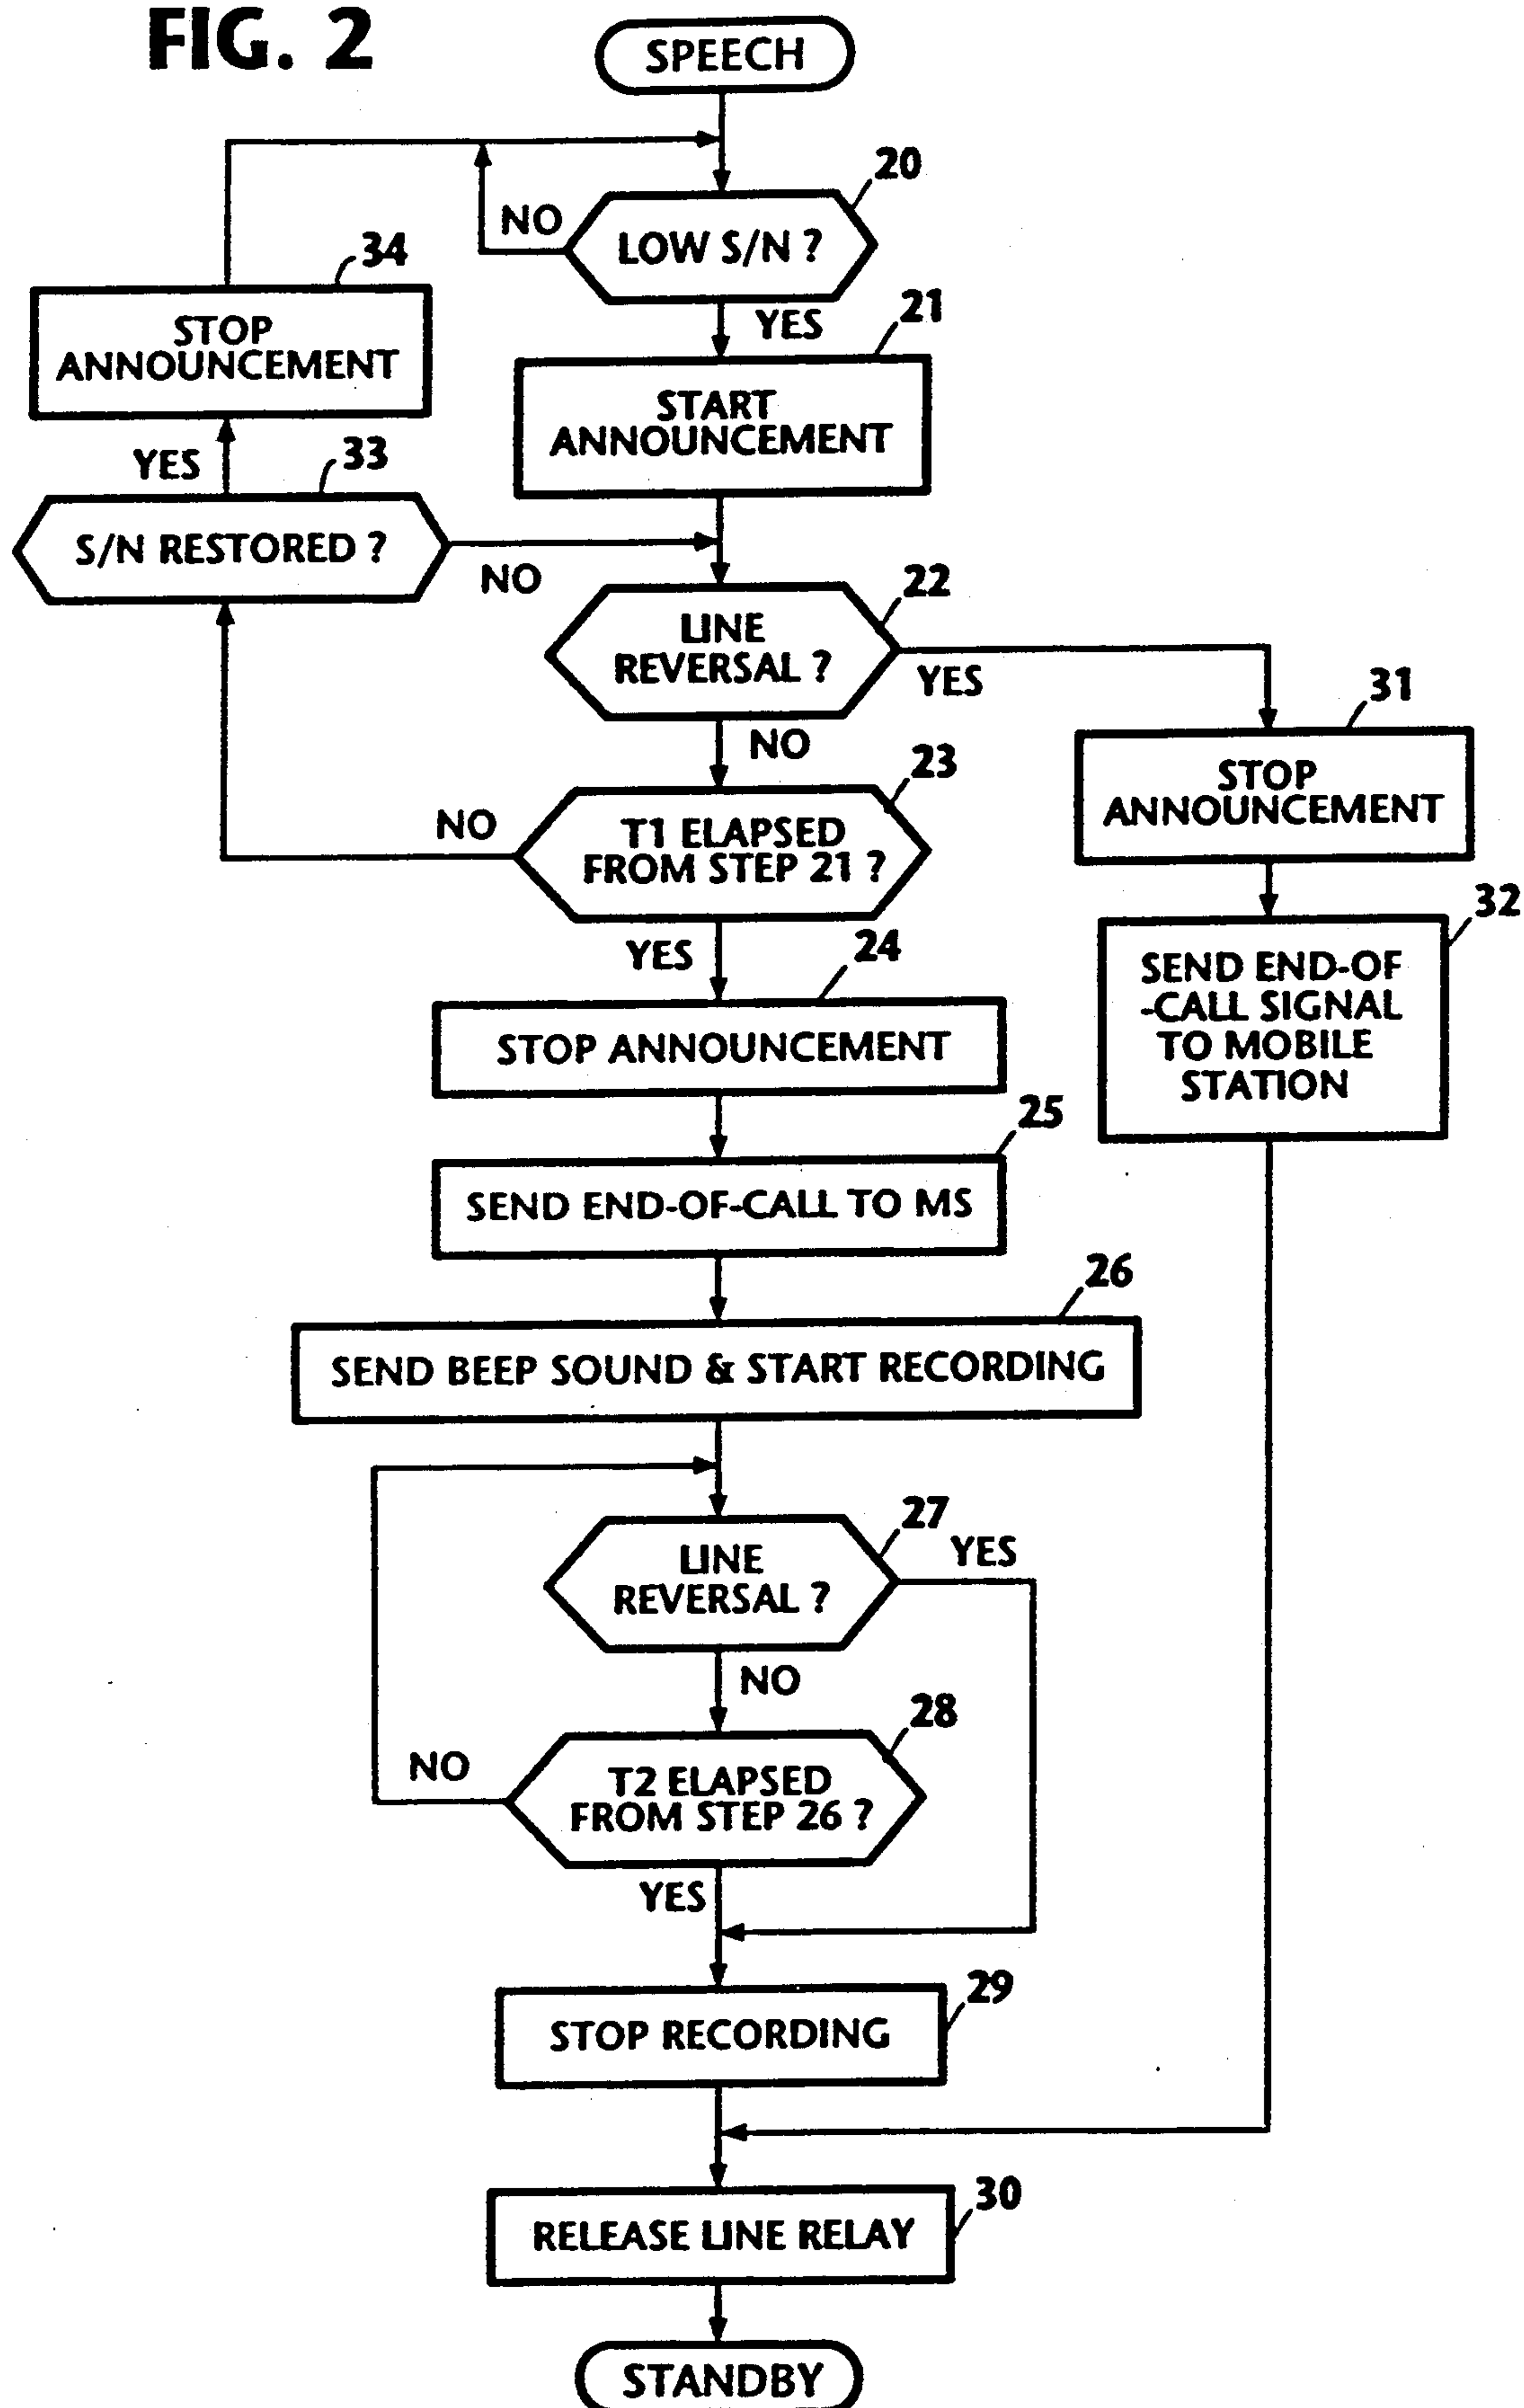 FIG. 2
SPEECH
20
NO
LOW S/N ?
34
YES
21
STOP
ANNOUNCEMENT
START
ANNOUNCEMENT
YES
33
S/N RESTORED ?
NO
22
LINE
REVERSAL ?
YES
31
NO
23
STOP
ANNOUNCEMENT
NO
T1 ELAPSED
FROM STEP 21 ?
32
YES
24
SEND END-OF
-CALL SIGNAL
TO MOBILE
STATION
STOP ANNOUNCEMENT
25
SEND END-OF-CALL TO MS
26
SEND BEEP SOUND & START RECORDING
27
YES
LINE
REVERSAL ?
NO
28
NO
T2 ELAPSED
FROM STEP 26 ?
YES
29
STOP RECORDING
30
RELEASE LINE RELAY
STANDBY